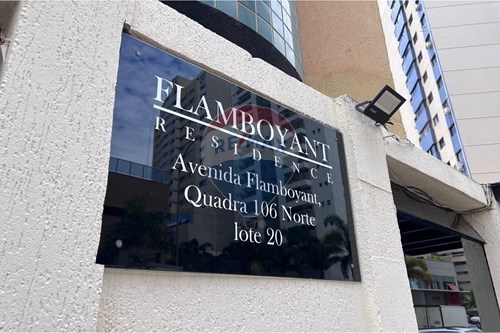 FLAMBOYANT
RESIDENCE
Avenida Flamboyant,
Quadra 106 Norte
lote 20